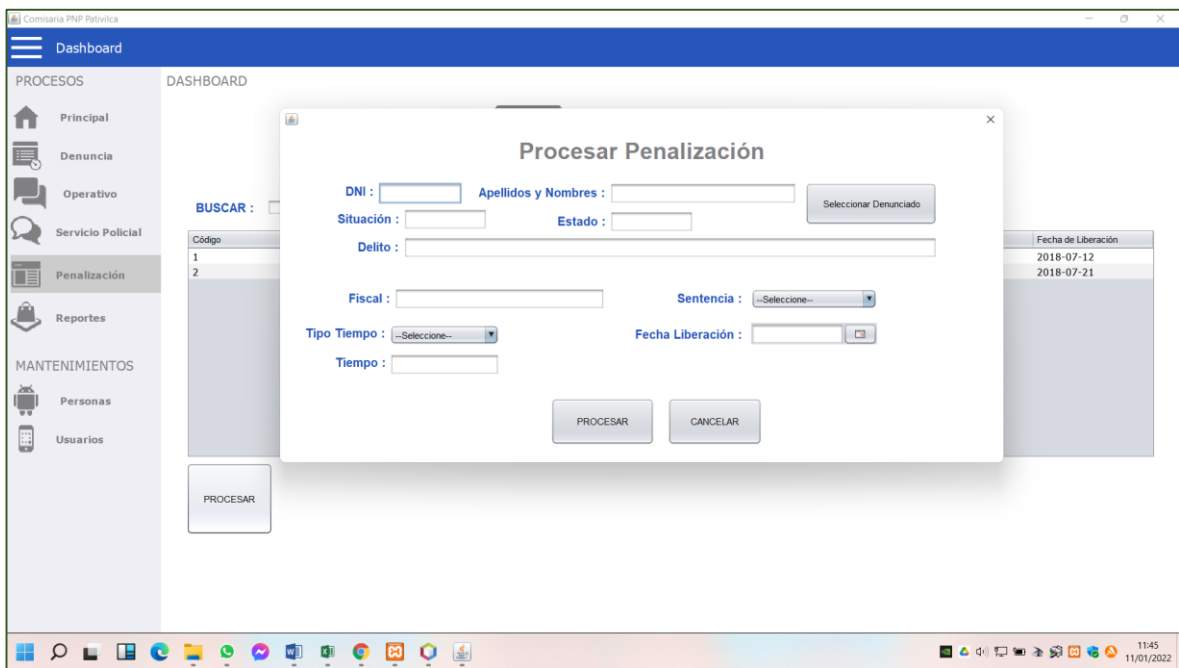 Comisaria PNP Pativilca
Dashboard
PROCESOS
DASHBOARD
Principal
Denuncia
Operativo
Servicio Policial
Penalización
Reportes
MANTENIMIENTOS
Personas
Usuarios
BUSCAR :
Código
Fecha de Liberación
1
2018-07-12
2
2018-07-21
Procesar Penalización
DNI :
Apellidos y Nombres :
Seleccionar Denunciado
Situación :
Estado :
Delito :
Fiscal :
Sentencia :
--Seleccione--
Tipo Tiempo :
--Seleccione--
Fecha Liberación :
Tiempo :
PROCESAR
CANCELAR
PROCESAR
11:45
11/01/2022